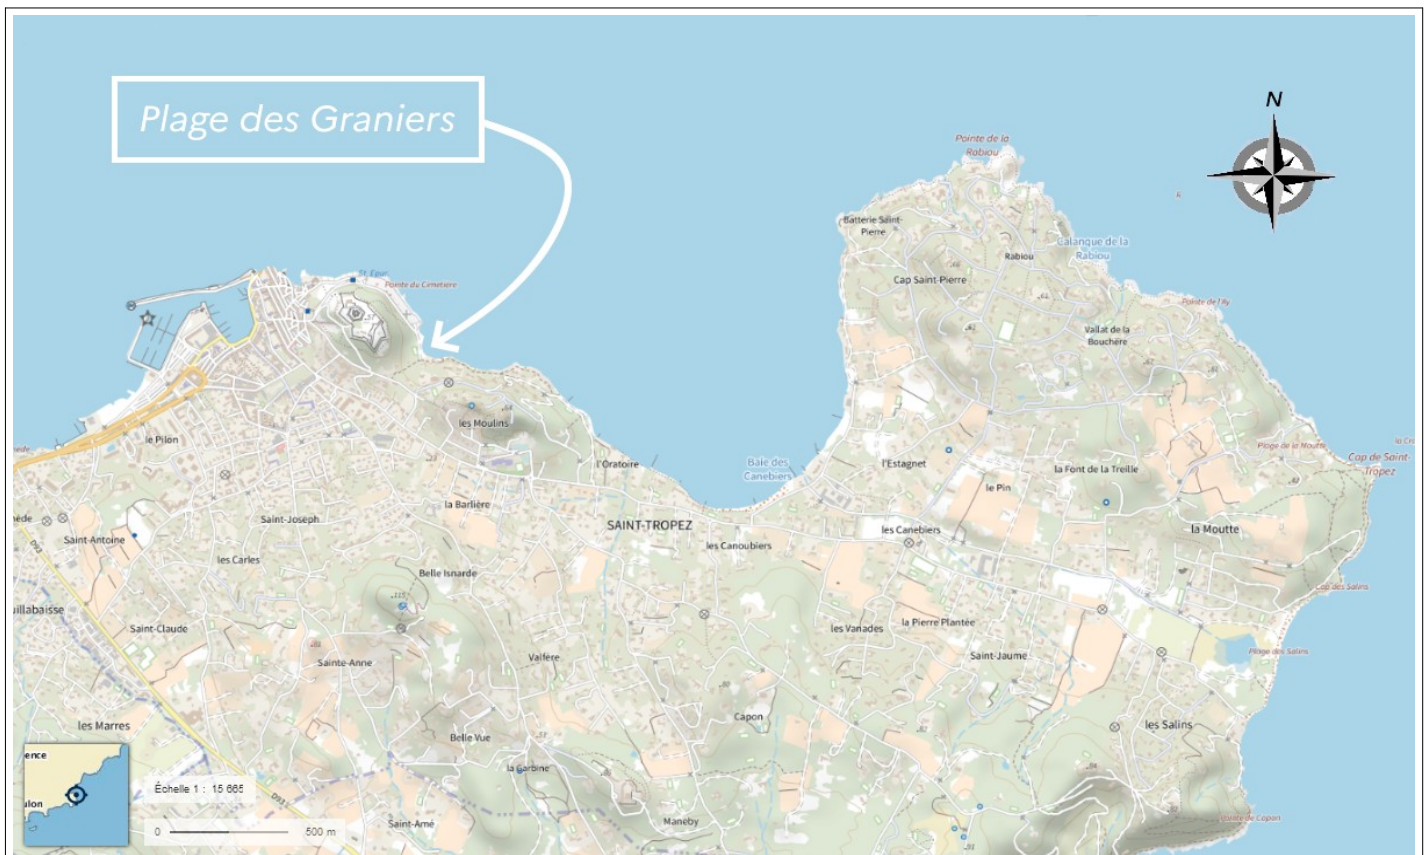 Plage des Graniers
N
Pointe de la
Rabiou
Batterie Saint-
Pierre
Calanque de la
Rabiou
Rabiou
Cap Saint-Pierre
Pointe du Cimetière
Pointe de l'Ay
Vallat de la
Bouchère
les Moulins
le Pilon
Plage de la Moutte
Cap de Saint-
Tropez
l'Oratoire
Baie des
Canebiers
l'Estagnet
la Font de la Treille
le Pin
la Barlière
Saint-Joseph
SAINT-TROPEZ
les Canebiers
la Moutte
Saint-Antoine
les Canoubiers
les Carles
Belle Isnarde
115
Cap des Salins
uillabaisse
Saint-Claude
les Vanades
la Pierre Plantée
Plage des Salins
Sainte-Anne
Valfère
Saint-Jaume
les Marres
Capon
les Salins
Belle Vue
ence
la Garbine
ulon
Échelle 1 : 15 665
D93
0
500 m
Saint-Amé
Maneby
Pointe de Capon